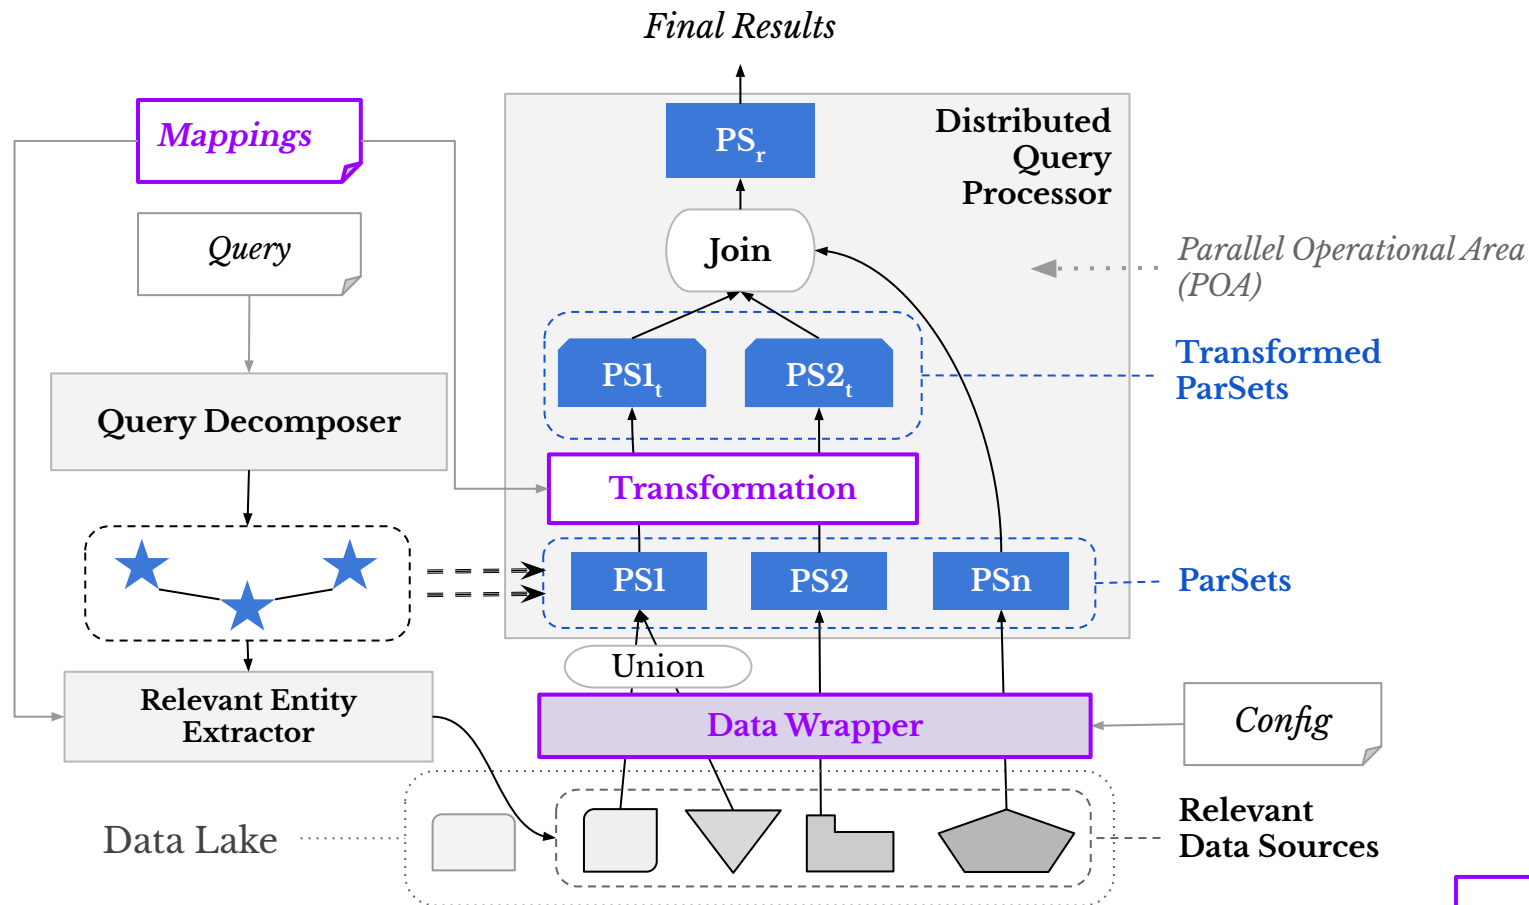 Final Results
Mappings
Distributed
Query
Processor
PSr
Query
Join
Parallel Operational Area
(POA)
Transformed
ParSets
PS1t
PS2t
Query Decomposer
Transformation
PS1
PS2
PSn
ParSets
Union
Relevant Entity
Extractor
Data Wrapper
Config
Data Lake
Relevant
Data Sources